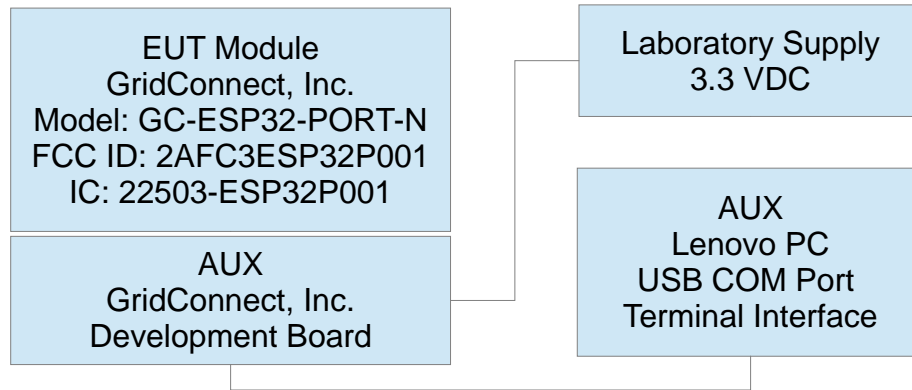 EUT Module
GridConnect, Inc.
Model: GC-ESP32-PORT-N
FCC ID: 2AFC3ESP32P001
IC: 22503-ESP32P001
AUX
GridConnect, Inc.
Development Board
Laboratory Supply
3.3 VDC
AUX
Lenovo PC
USB COM Port
Terminal Interface